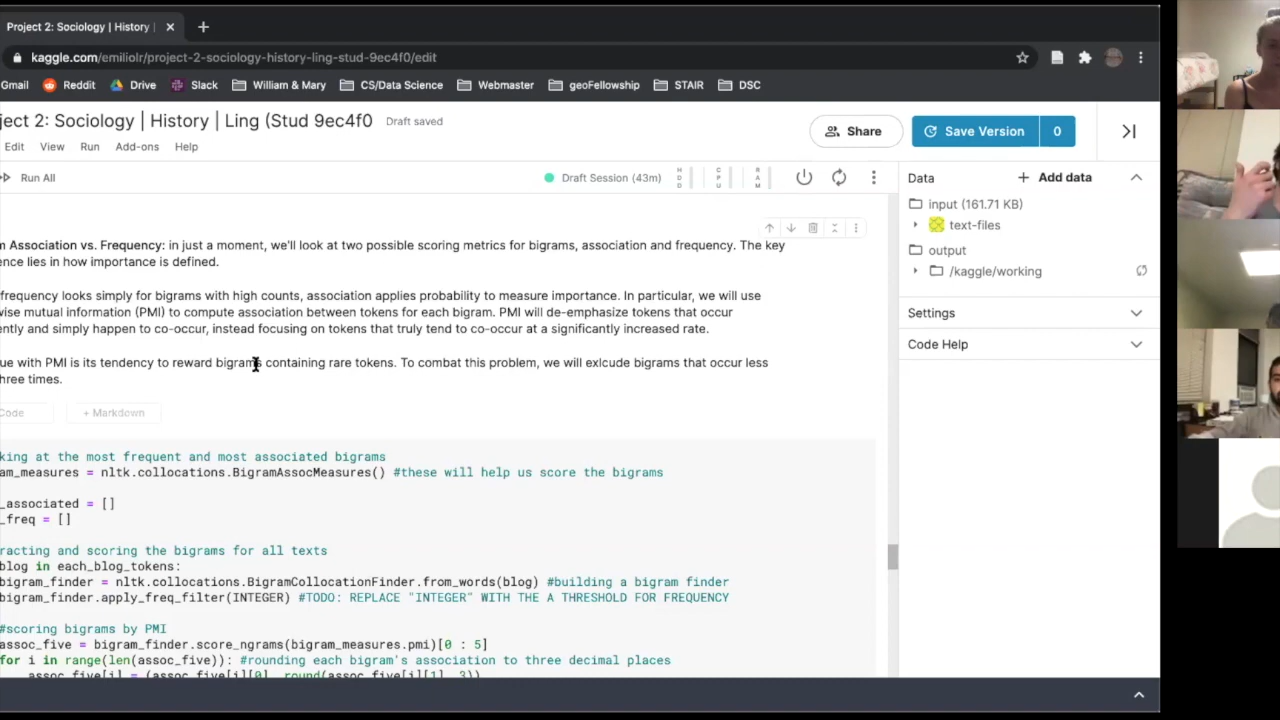 Project 2: Sociology | History |
kaggle.com/emiliolr/project-2-sociology-history-ling-stud-9ec4f0/edit
Gmail Reddit Drive Slack William & Mary CS/Data Science Webmaster geoFellowship STAIR DSC
ject 2: Sociology | History | Ling (Stud 9ec4f0 Draft saved
Share Save Version 0
Edit View Run Add-ons Help
Run All Draft Session (43m) HDD CPU RAM
Data + Add data
input (161.71 KB)
text-files
output
/kaggle/working
Settings
Code Help
m Association vs. Frequency: in just a moment, we'll look at two possible scoring metrics for bigrams, association and frequency. The key
ence lies in how importance is defined.
frequency looks simply for bigrams with high counts, association applies probability to measure importance. In particular, we will use
wise mutual information (PMI) to compute association between tokens for each bigram. PMI will de-emphasize tokens that occur
ently and simply happen to co-occur, instead focusing on tokens that truly tend to co-occur at a significantly increased rate.
ue with PMI is its tendency to reward bigrams containing rare tokens. To combat this problem, we will exlcude bigrams that occur less
hree times.
Code + Markdown
king at the most frequent and most associated bigrams
am_measures = nltk.collocations.BigramAssocMeasures() #these will help us score the bigrams
_associated = []
_freq = []
racting and scoring the bigrams for all texts
blog in each_blog_tokens:
bigram_finder = nltk.collocations.BigramCollocationFinder.from_words(blog) #building a bigram finder
bigram_finder.apply_freq_filter(INTEGER) #TODO: REPLACE "INTEGER" WITH THE A THRESHOLD FOR FREQUENCY
#scoring bigrams by PMI
assoc_five = bigram_finder.score_ngrams(bigram_measures.pmi)[0 : 5]
for i in range(len(assoc_five)): #rounding each bigram's association to three decimal places
assoc_five[i] = (assoc_five[i][0], round(assoc_five[i][1], 3))